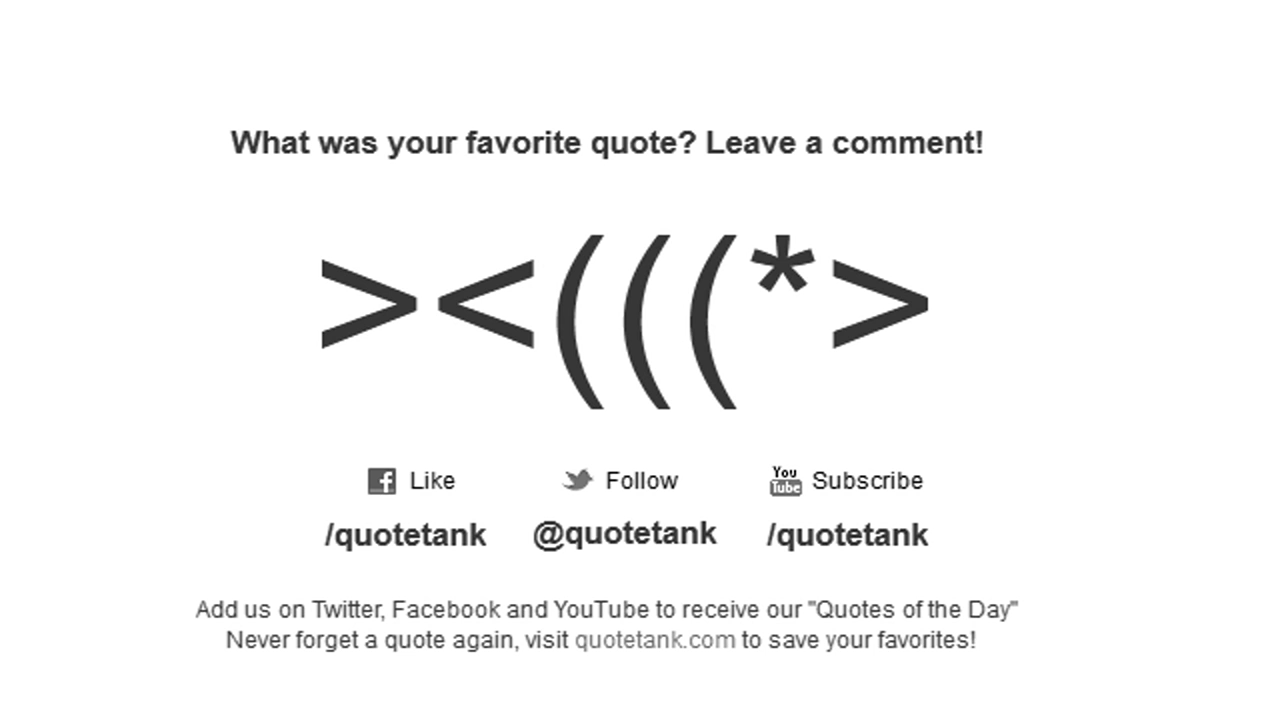 What was your favorite quote? Leave a comment!
><(((*>
Like Follow You Tube Subscribe
/quotetank @quotetank /quotetank
Add us on Twitter, Facebook and YouTube to receive our "Quotes of the Day"
Never forget a quote again, visit quotetank.com to save your favorites!